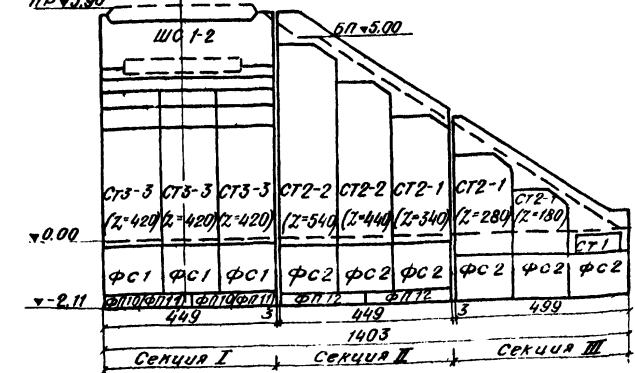 ПР ▾5.90
ШС 1-2
БП ▾5.00
СТ3-3 СТ3-3 СТ3-3 СТ2-2 СТ2-2 СТ2-1 СТ2-1 СТ2-1
(Z=420) (Z=420) (Z=420) (Z=540) (Z=440) (Z=340) (Z=280) (Z=180)
▾0.00
СТ1
ФС1 ФС1 ФС1 ФС2 ФС2 ФС2 ФС2 ФС2 ФС2
▾-2,11
ФП10 ФП11 ФП10 ФП11 ФП12 ФП12
449 3 449 3 499
1403
Секция I Секция II Секция III